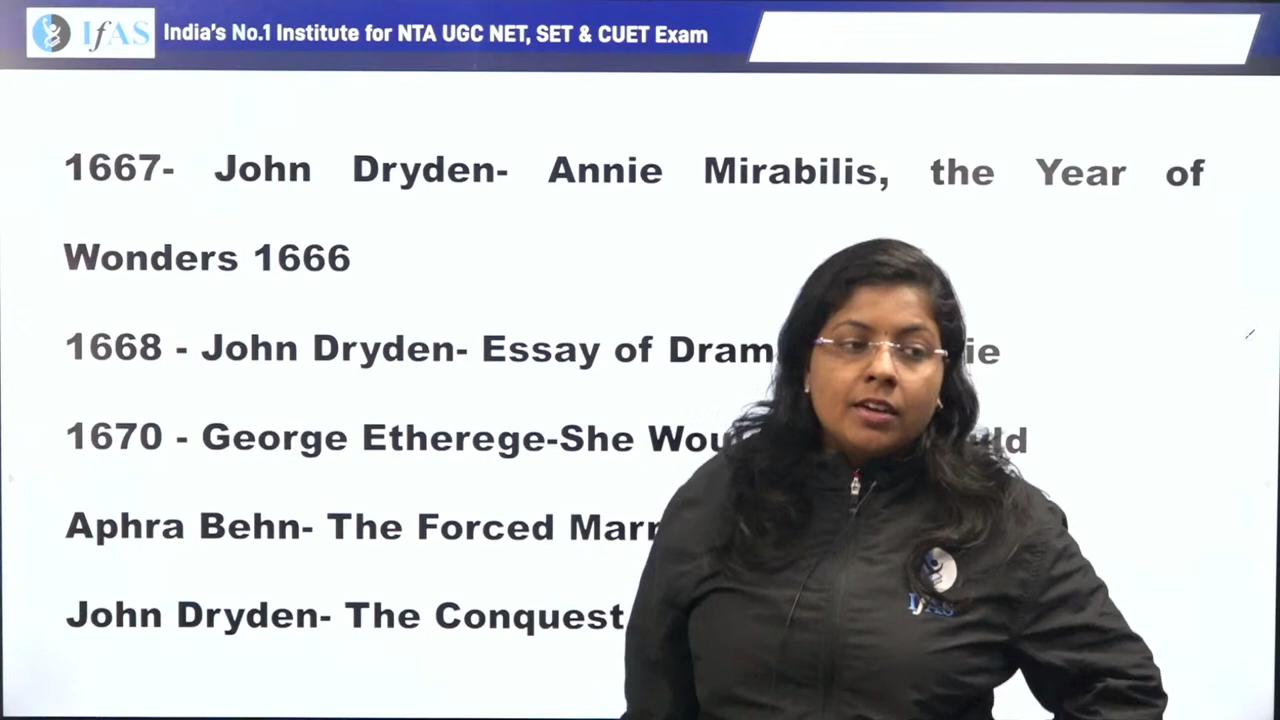 IfAS India's No.1 Institute for NTA UGC NET, SET & CUET Exam
1667- John Dryden- Annie Mirabilis, the Year of
Wonders 1666
1668 - John Dryden- Essay of Dram ie
1670 - George Etherege-She Wou ld
Aphra Behn- The Forced Marr
John Dryden- The Conquest
IfAS